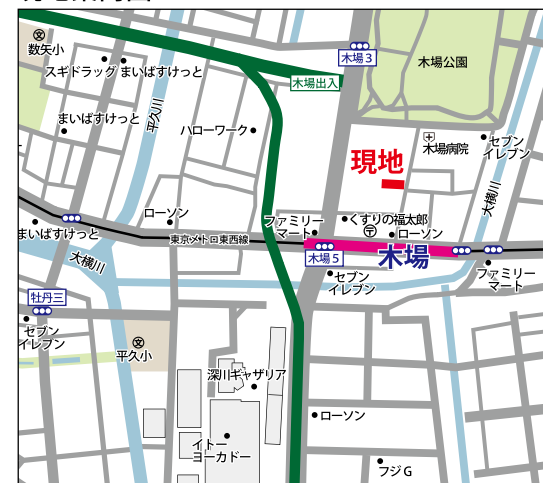 数矢小
スギドラッグ
まいばすけっと
木場3
木場公園
木場出入
まいばすけっと
平久川
ハローワーク
木場病院
セブン
イレブン
現地
大横川
ローソン
ファミリー
マート
くすりの福太郎
ローソン
まいばすけっと
東京メトロ東西線
木場5
木場
大横川
セブン
イレブン
ファミリー
マート
牡丹三
セブン
イレブン
平久小
深川ギャザリア
ローソン
イトー
ヨーカドー
フジG